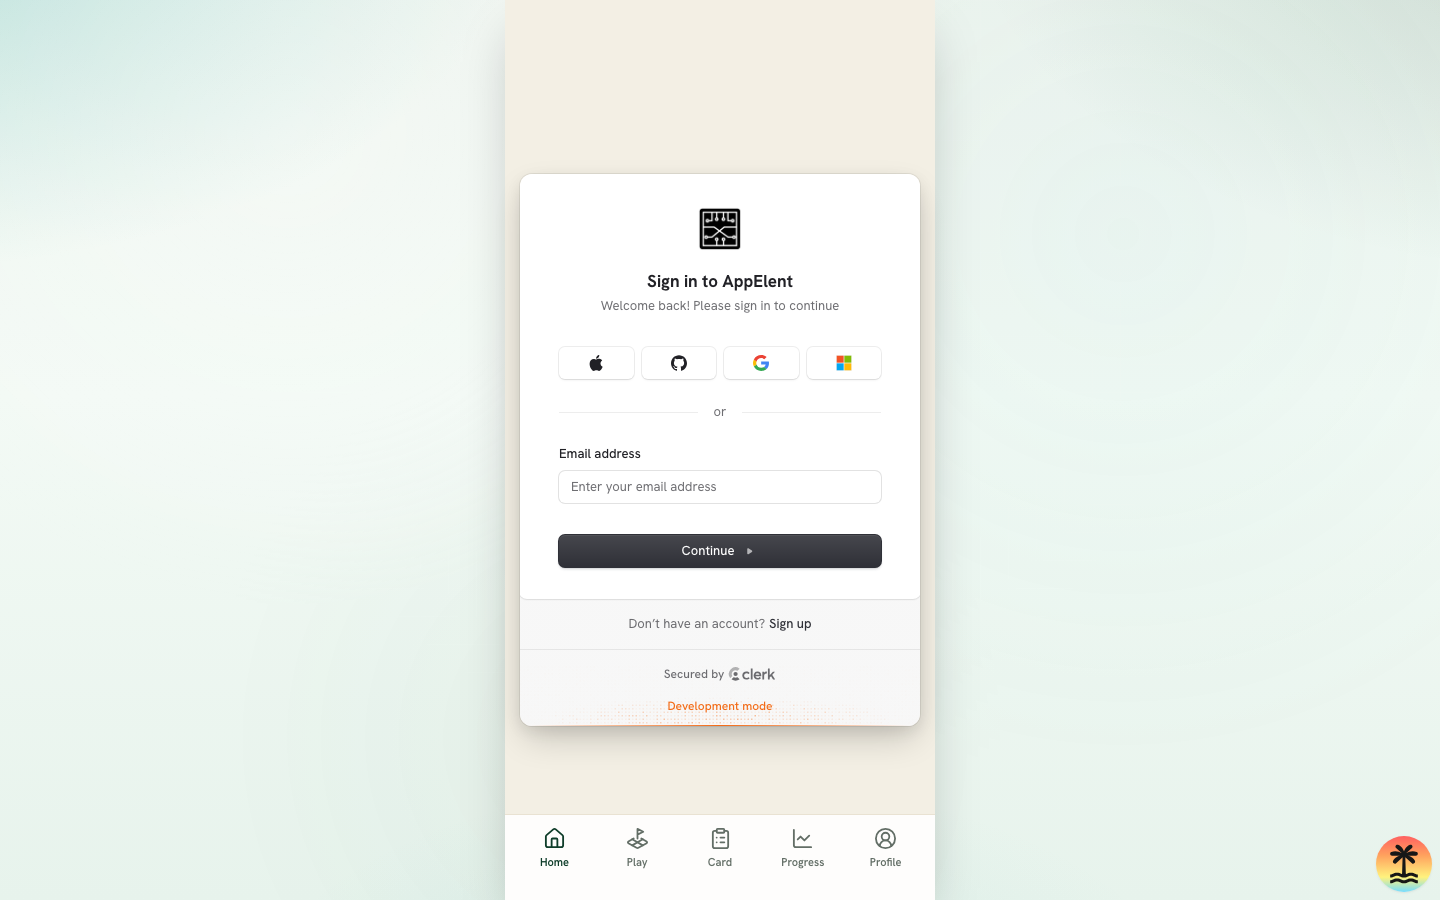 Sign in to AppElent
Welcome back! Please sign in to continue
or
Email address
Enter your email address
Continue
Don’t have an account? Sign up
Secured by clerk
Development mode
Home
Play
Card
Progress
Profile